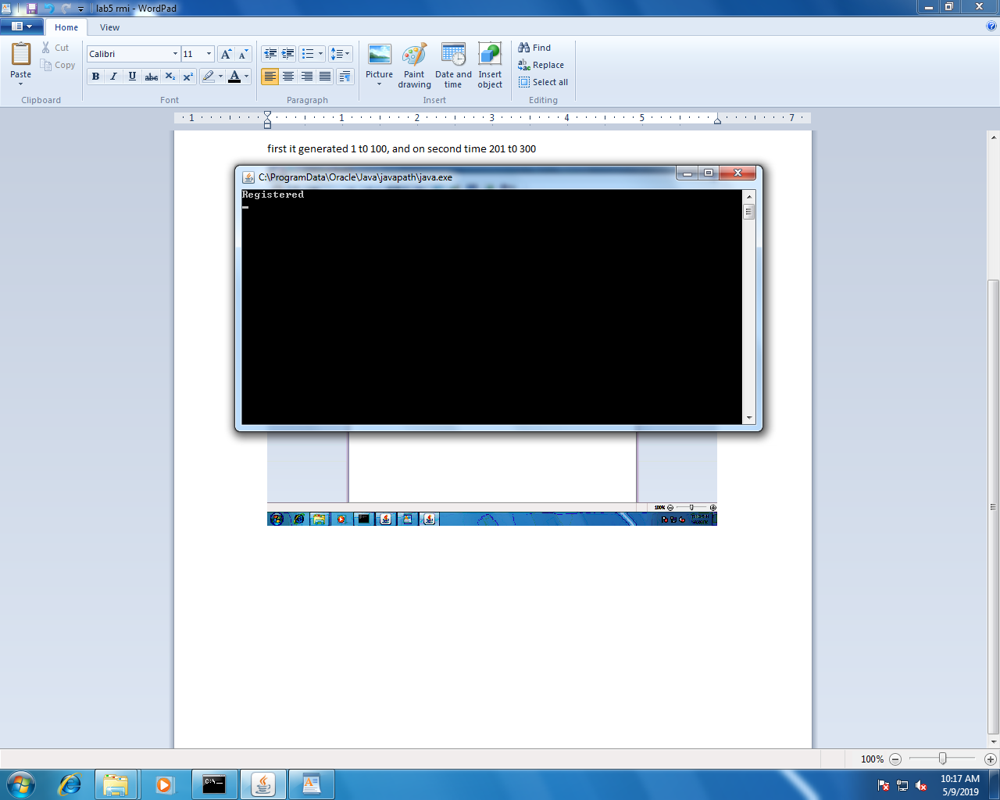 lab5 rmi - WordPad
Home View
Paste
Cut
Copy
Clipboard
Calibri 11
B I U abc X₂ X²
A
Font
Paragraph
Picture
Paint drawing
Date and time
Insert object
Insert
Find
Replace
Select all
Editing
1 1 2 3 4 5 7
first it generated 1 t0 100, and on second time 201 t0 300
C:\ProgramData\Oracle\Java\javapath\java.exe
Registered
100%
100%
C:\
10:17 AM
5/9/2019